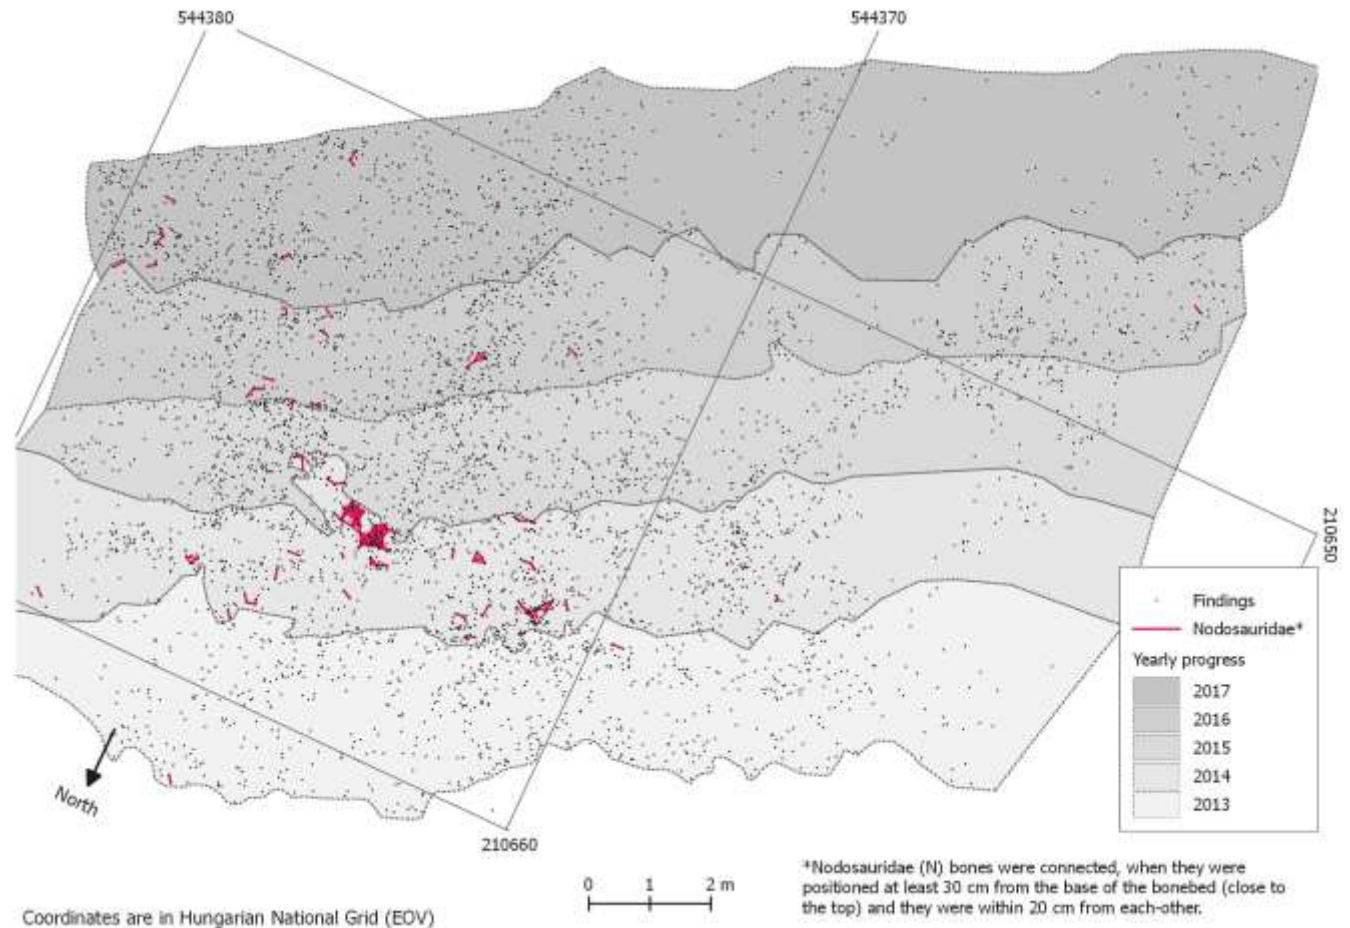 544380
544370
210650
Findings
Nodosauridae*
Yearly progress
2017
2016
2015
2014
2013
North
210660
0 1 2 m
*Nodosauridae (N) bones were connected, when they were
positioned at least 30 cm from the base of the bonebed (close to
the top) and they were within 20 cm from each-other.
Coordinates are in Hungarian National Grid (EOV)